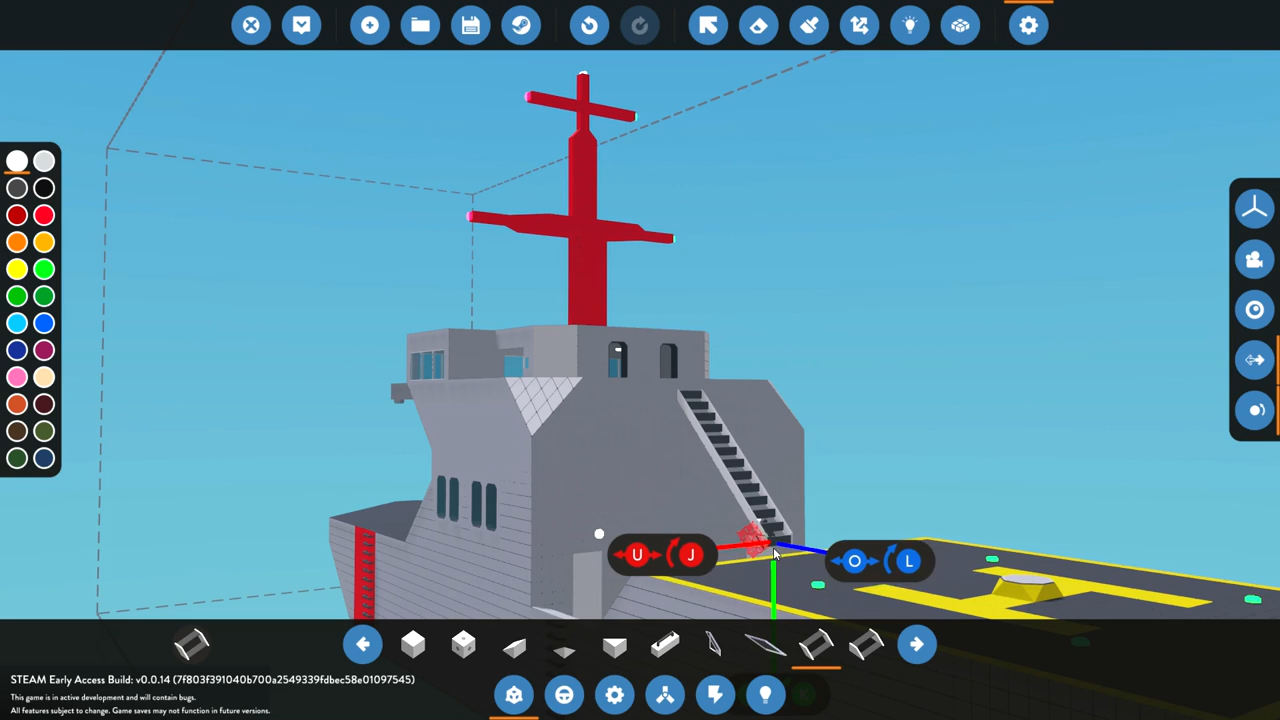 U
J
O
L
STEAM Early Access Build: v0.0.14 (7f803f391040b700a2549339fdbec58e01097545)
This game is in active development and will contain bugs.
All features subject to change. Game saves may not function in future versions.